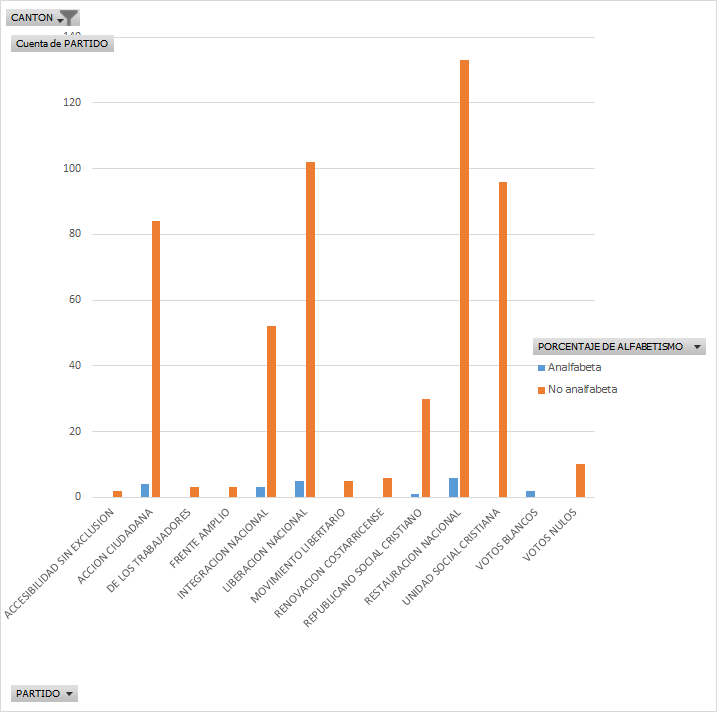 CANTON
Cuenta de PARTIDO
140
120
100
80
60
40
20
0
PORCENTAJE DE ALFABETISMO
Analfabeta
No analfabeta
ACCESIBILIDAD SIN EXCLUSION
ACCION CIUDADANA
DE LOS TRABAJADORES
FRENTE AMPLIO
INTEGRACION NACIONAL
LIBERACION NACIONAL
MOVIMIENTO LIBERTARIO
RENOVACION COSTARRICENSE
REPUBLICANO SOCIAL CRISTIANO
RESTAURACION NACIONAL
UNIDAD SOCIAL CRISTIANA
VOTOS BLANCOS
VOTOS NULOS
PARTIDO